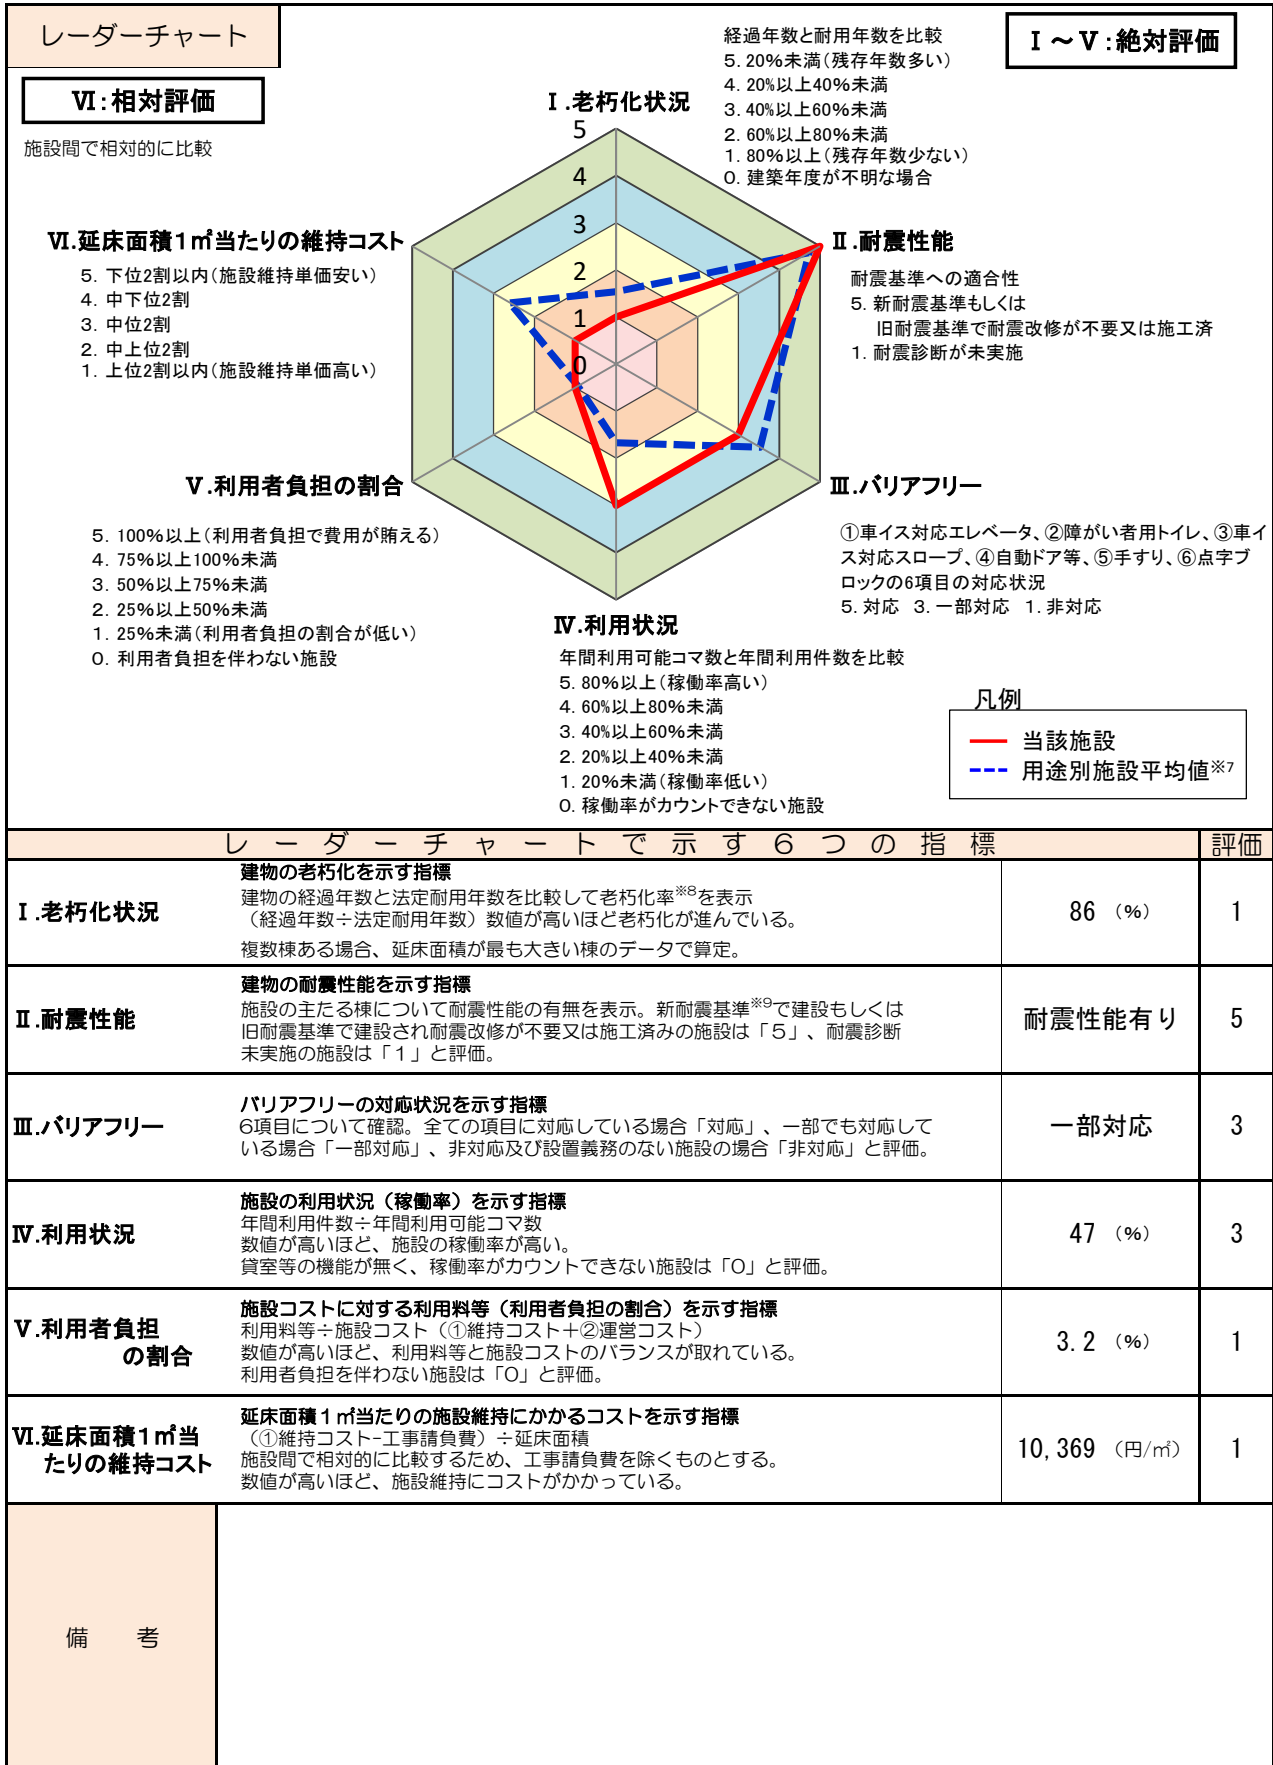 レーダーチャート
Ⅰ～Ⅴ:絶対評価
Ⅵ:相対評価
施設間で相対的に比較
経過年数と耐用年数を比較
5. 20%未満(残存年数多い)
4. 20%以上40%未満
3. 40%以上60%未満
2. 60%以上80%未満
1. 80%以上(残存年数少ない)
0. 建築年度が不明な場合
Ⅰ.老朽化状況
5
4
3
2
1
0
Ⅱ.耐震性能
耐震基準への適合性
5. 新耐震基準もしくは
旧耐震基準で耐震改修が不要又は施工済
1. 耐震診断が未実施
Ⅵ.延床面積1㎡当たりの維持コスト
5. 下位2割以内(施設維持単価安い)
4. 中下位2割
3. 中位2割
2. 中上位2割
1. 上位2割以内(施設維持単価高い)
Ⅴ.利用者負担の割合
5. 100%以上(利用者負担で費用が賄える)
4. 75%以上100%未満
3. 50%以上75%未満
2. 25%以上50%未満
1. 25%未満(利用者負担の割合が低い)
0. 利用者負担を伴わない施設
Ⅲ.バリアフリー
①車イス対応エレベータ、②障がい者用トイレ、③車イ
ス対応スロープ、④自動ドア等、⑤手すり、⑥点字ブ
ロックの6項目の対応状況
5. 対応 3. 一部対応 1. 非対応
Ⅳ.利用状況
年間利用可能コマ数と年間利用件数を比較
5. 80%以上(稼働率高い)
4. 60%以上80%未満
3. 40%以上60%未満
2. 20%以上40%未満
1. 20%未満(稼働率低い)
0. 稼働率がカウントできない施設
凡例
当該施設
用途別施設平均値※7
レーダーチャートで示す6つの指標 評価
Ⅰ.老朽化状況
建物の老朽化を示す指標
建物の経過年数と法定耐用年数を比較して老朽化率※8を表示
（経過年数÷法定耐用年数）数値が高いほど老朽化が進んでいる。
複数棟ある場合、延床面積が最も大きい棟のデータで算定。
86 (%) 1
Ⅱ.耐震性能
建物の耐震性能を示す指標
施設の主たる棟について耐震性能の有無を表示。新耐震基準※9で建設もしくは
旧耐震基準で建設され耐震改修が不要又は施工済みの施設は「5」、耐震診断
未実施の施設は「1」と評価。
耐震性能有り 5
Ⅲ.バリアフリー
バリアフリーの対応状況を示す指標
6項目について確認。全ての項目に対応している場合「対応」、一部でも対応して
いる場合「一部対応」、非対応及び設置義務のない施設の場合「非対応」と評価。
一部対応 3
Ⅳ.利用状況
施設の利用状況（稼働率）を示す指標
年間利用件数÷年間利用可能コマ数
数値が高いほど、施設の稼働率が高い。
貸室等の機能が無く、稼働率がカウントできない施設は「0」と評価。
47 (%) 3
Ⅴ.利用者負担
の割合
施設コストに対する利用料等（利用者負担の割合）を示す指標
利用料等÷施設コスト（①維持コスト＋②運営コスト）
数値が高いほど、利用料等と施設コストのバランスが取れている。
利用者負担を伴わない施設は「0」と評価。
3.2 (%) 1
Ⅵ.延床面積1㎡当
たりの維持コスト
延床面積1㎡当たりの施設維持にかかるコストを示す指標
（①維持コスト-工事請負費）÷延床面積
施設間で相対的に比較するため、工事請負費を除くものとする。
数値が高いほど、施設維持にコストがかかっている。
10,369 (円/㎡) 1
備 考